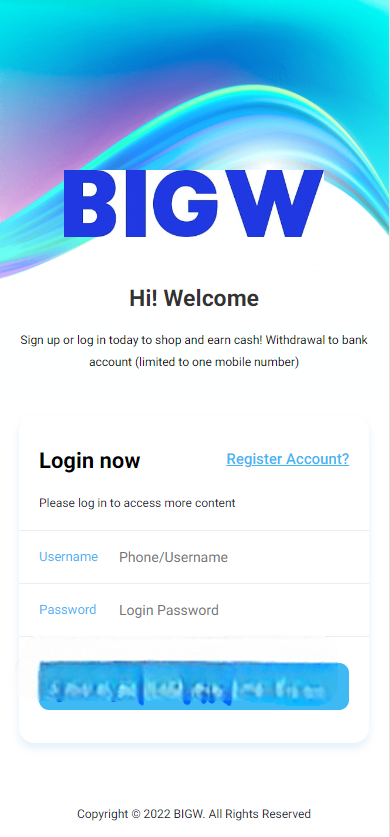 BIGW
Hi! Welcome
Sign up or log in today to shop and earn cash! Withdrawal to bank
account (limited to one mobile number)
Login now
Register Account?
Please log in to access more content
Username
Phone/Username
Password
Login Password
Copyright © 2022 BIGW. All Rights Reserved